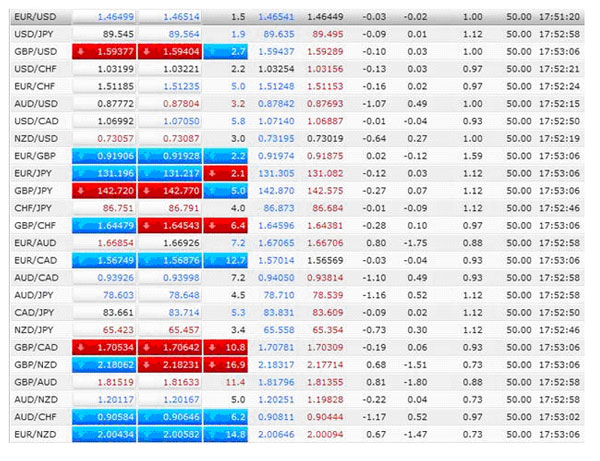 EUR/USD 1.46499 1.46514 1.5 1.46541 1.46449 -0.03 -0.02 1.00 50.00 17:51:20
USD/JPY 89.545 89.564 1.9 89.635 89.495 -0.09 0.01 1.12 50.00 17:52:58
GBP/USD 1.59377 1.59404 2.7 1.59437 1.59289 -0.10 0.03 1.00 50.00 17:53:06
USD/CHF 1.03199 1.03221 2.2 1.03254 1.03156 -0.13 0.03 0.97 50.00 17:52:21
EUR/CHF 1.51185 1.51235 5.0 1.51248 1.51153 -0.16 0.02 0.97 50.00 17:52:24
AUD/USD 0.87772 0.87804 3.2 0.87842 0.87693 -1.07 0.49 1.00 50.00 17:52:15
USD/CAD 1.06992 1.07050 5.8 1.07140 1.06887 -0.01 -0.04 0.93 50.00 17:52:50
NZD/USD 0.73057 0.73087 3.0 0.73195 0.73019 -0.64 0.27 1.00 50.00 17:52:19
EUR/GBP 0.91906 0.91928 2.2 0.91974 0.91875 0.02 -0.12 1.59 50.00 17:53:06
EUR/JPY 131.196 131.217 2.1 131.305 131.082 -0.12 0.03 1.12 50.00 17:53:06
GBP/JPY 142.720 142.770 5.0 142.870 142.575 -0.27 0.07 1.12 50.00 17:53:06
CHF/JPY 86.751 86.791 4.0 86.873 86.684 -0.01 -0.09 1.12 50.00 17:52:56
GBP/CHF 1.64479 1.64543 6.4 1.64596 1.64381 -0.28 0.10 0.97 50.00 17:53:06
EUR/AUD 1.66854 1.66926 7.2 1.67065 1.66706 0.80 -1.75 0.88 50.00 17:52:58
EUR/CAD 1.56749 1.56876 12.7 1.57014 1.56569 -0.03 -0.04 0.93 50.00 17:53:06
AUD/CAD 0.93926 0.93998 7.2 0.94050 0.93814 -1.10 0.49 0.93 50.00 17:52:58
AUD/JPY 78.603 78.648 4.5 78.710 78.539 -1.16 0.52 1.12 50.00 17:52:58
CAD/JPY 83.661 83.714 5.3 83.831 83.609 -0.09 -0.09 1.12 50.00 17:52:50
NZD/JPY 65.423 65.457 3.4 65.558 65.354 -0.73 0.30 1.12 50.00 17:52:46
GBP/CAD 1.70534 1.70642 10.8 1.70781 1.70309 -0.19 0.06 0.93 50.00 17:53:06
GBP/NZD 2.18062 2.18231 16.9 2.18317 2.17714 0.68 -1.51 0.73 50.00 17:53:06
GBP/AUD 1.81519 1.81633 11.4 1.81796 1.81355 0.81 -1.80 0.88 50.00 17:52:58
AUD/NZD 1.20117 1.20167 5.0 1.20251 1.19828 -0.22 0.04 0.73 50.00 17:52:58
AUD/CHF 0.90584 0.90646 6.2 0.90811 0.90444 -1.17 0.52 0.97 50.00 17:53:02
EUR/NZD 2.00434 2.00582 14.8 2.00646 2.00094 0.67 -1.47 0.73 50.00 17:53:06